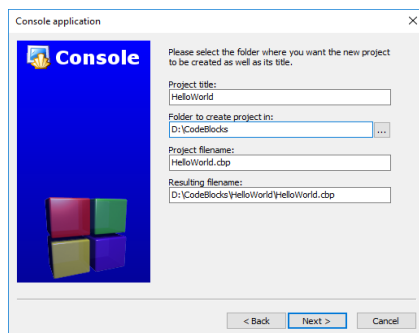 Console application
Console
Please select the folder where you want the new project
to be created as well as its title.
Project title:
HelloWorld
Folder to create project in:
D:\CodeBlocks
...
Project filename:
HelloWorld.cbp
Resulting filename:
D:\CodeBlocks\HelloWorld\HelloWorld.cbp
< Back
Next >
Cancel